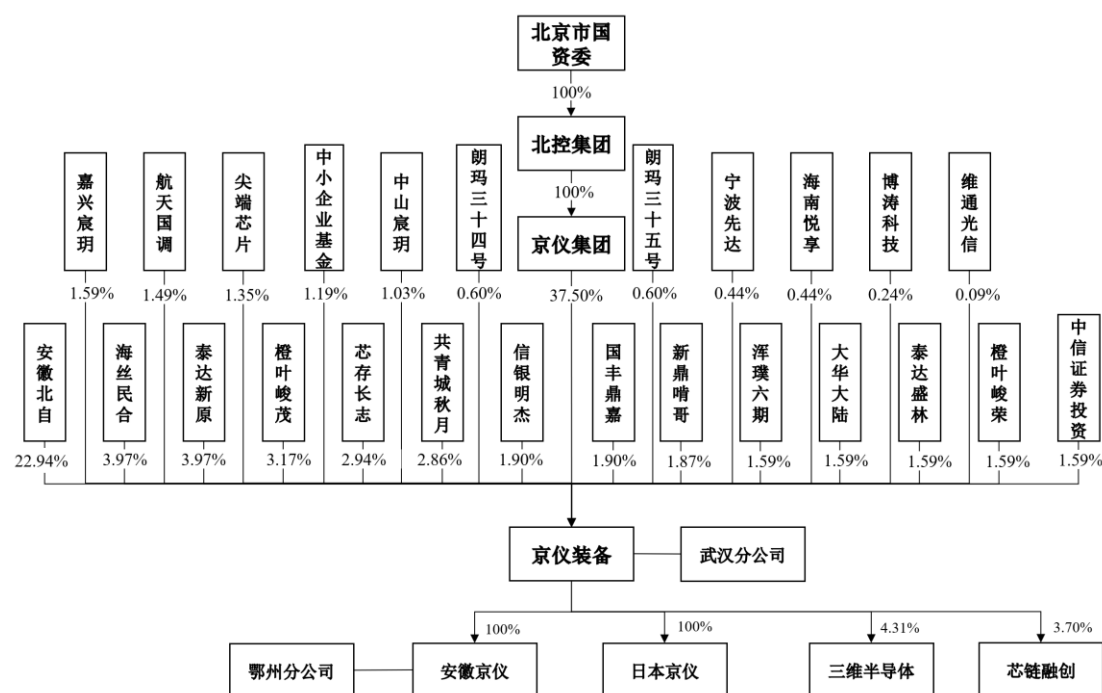 北京市国
资委
100%
北控集团
100%
京仪集团
嘉兴宸玥
航天国调
尖端芯片
中小企业基金
中山宸玥
朗玛三十四号
朗玛三十五号
宁波先达
海南悦享
博涛科技
维通光信
1.59%
1.49%
1.35%
1.19%
1.03%
0.60%
37.50%
0.60%
0.44%
0.44%
0.24%
0.09%
安徽北自
海丝民合
泰达新原
橙叶峻茂
芯存长志
共青城秋月
信银明杰
国丰鼎嘉
新鼎啃哥
浑璞六期
大华大陆
泰达盛林
橙叶峻荣
中信证券投资
22.94%
3.97%
3.97%
3.17%
2.94%
2.86%
1.90%
1.90%
1.87%
1.59%
1.59%
1.59%
1.59%
1.59%
京仪装备
武汉分公司
100%
100%
4.31%
3.70%
鄂州分公司
安徽京仪
日本京仪
三维半导体
芯链融创